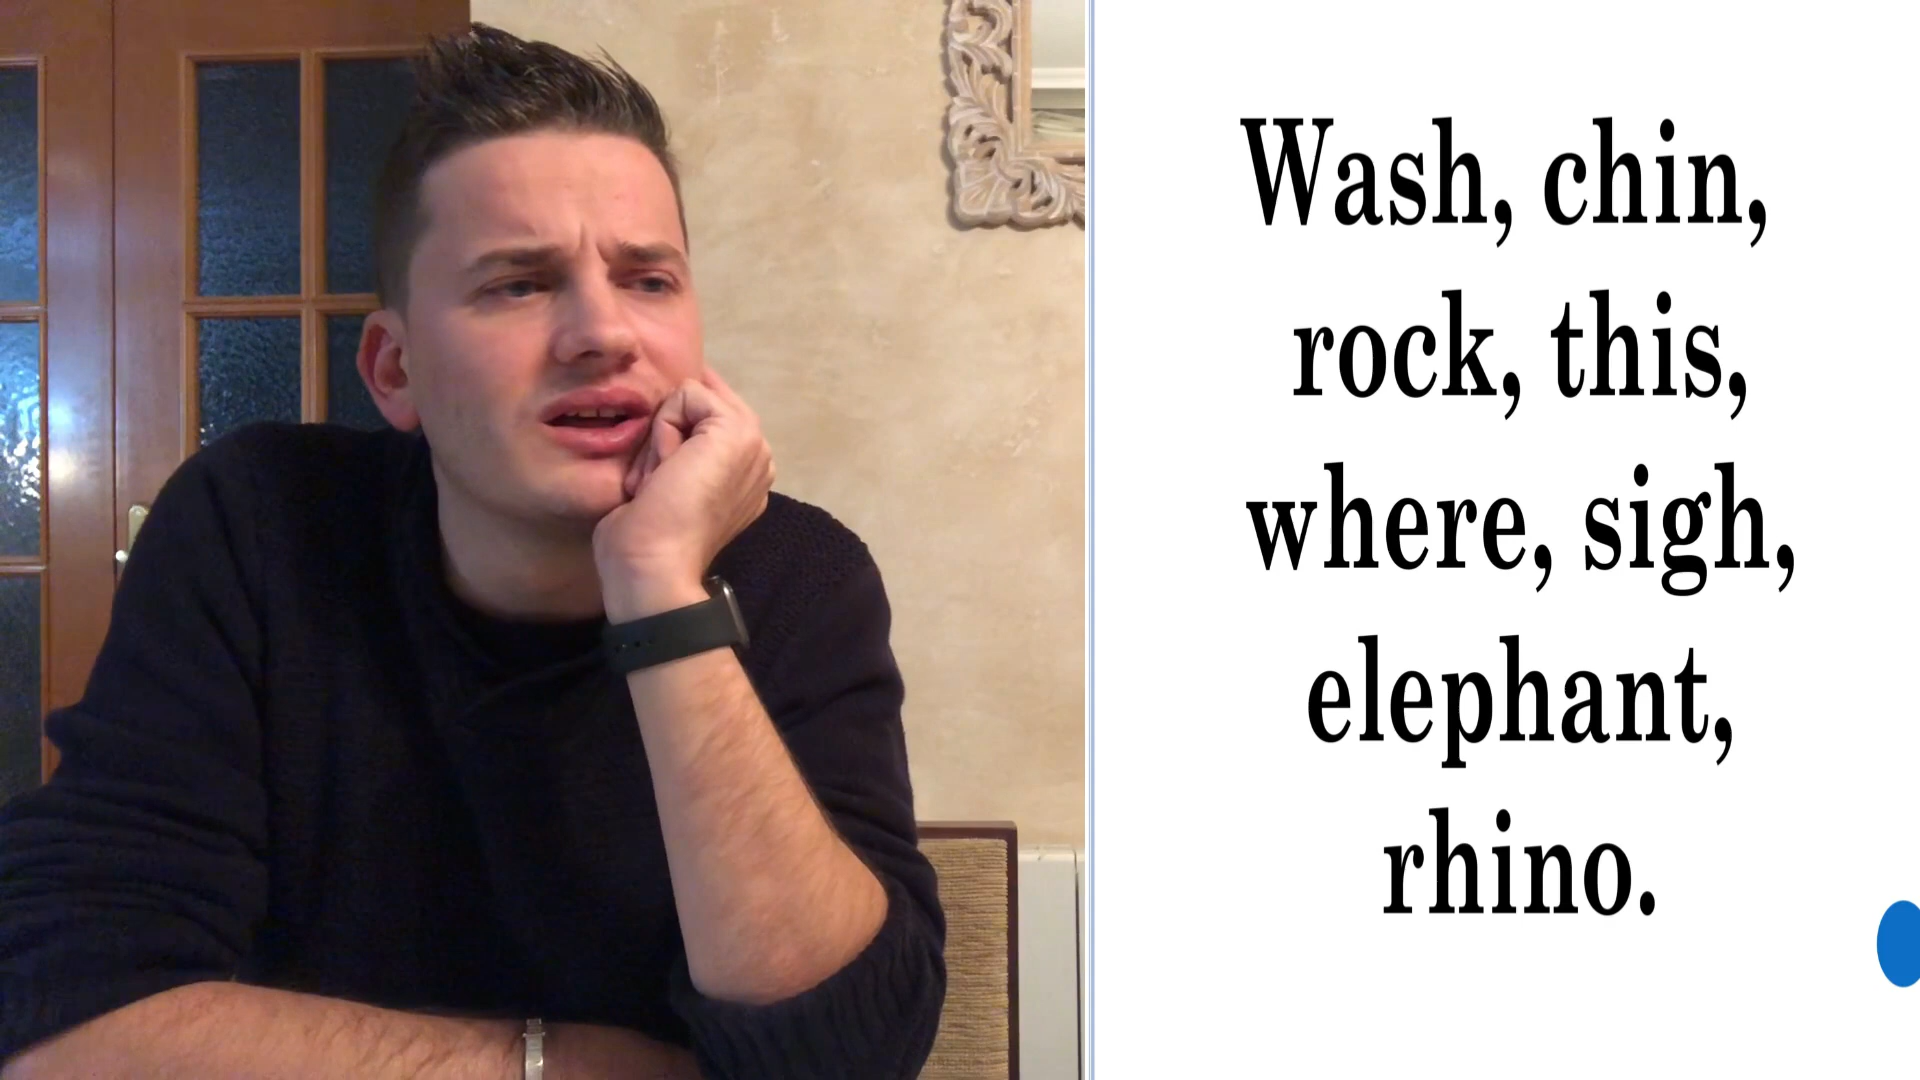 Wash, chin,
rock, this,
where, sigh,
elephant,
rhino.